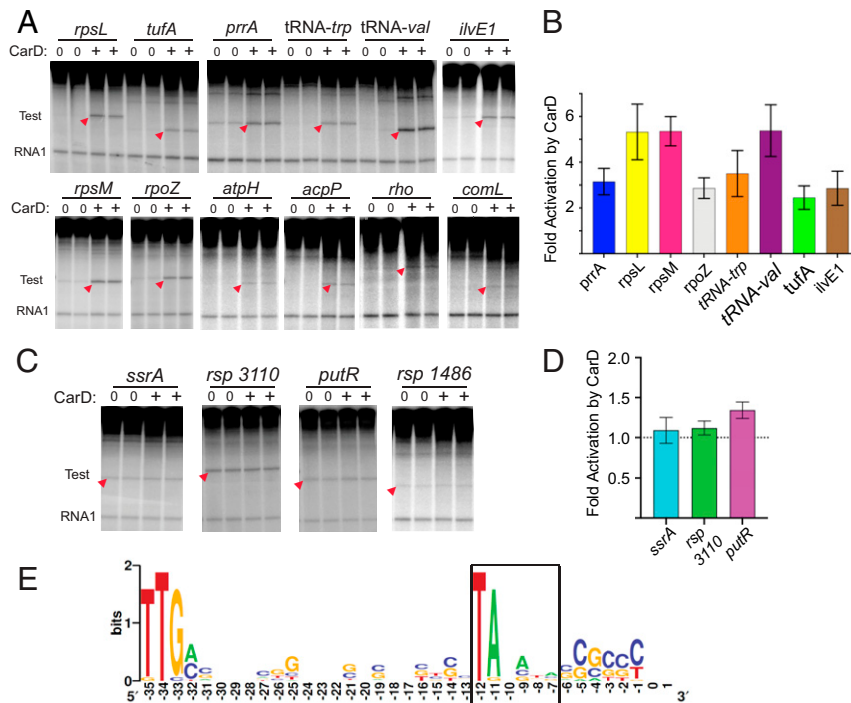 A
rpsL tufA prrA tRNA-trp tRNA-val ilvE1
CarD: 0 0 + + 0 0 + + 0 0 + + 0 0 + + 0 0 + + 0 0 + +
Test
RNA1
rpsM rpoZ atpH acpP rho comL
CarD: 0 0 + + 0 0 + + 0 0 + + 0 0 + + 0 0 + + 0 0 + +
Test
RNA1
B
Fold Activation by CarD
6
4
2
prrA rpsL rpsM rpoZ tRNA-trp tRNA-val tufA ilvE1
C
ssrA rsp 3110 putR rsp 1486
CarD: 0 0 + + 0 0 + + 0 0 + + 0 0 + +
Test
RNA1
D
Fold Activation by CarD
2.0
1.5
1.0
0.5
ssrA rsp 3110 putR
E
bits
2
1
0
TTGA
C
G
G
C
C
C
TA
A
CGCCC
T
5′ -35 -34 -33 -32 -31 -30 -29 -28 -27 -26 -25 -24 -23 -22 -21 -20 -19 -18 -17 -16 -15 -14 -13 -12 -11 -10 -9 -8 -7 -6 -5 -4 -3 -2 -1 0 1 3′